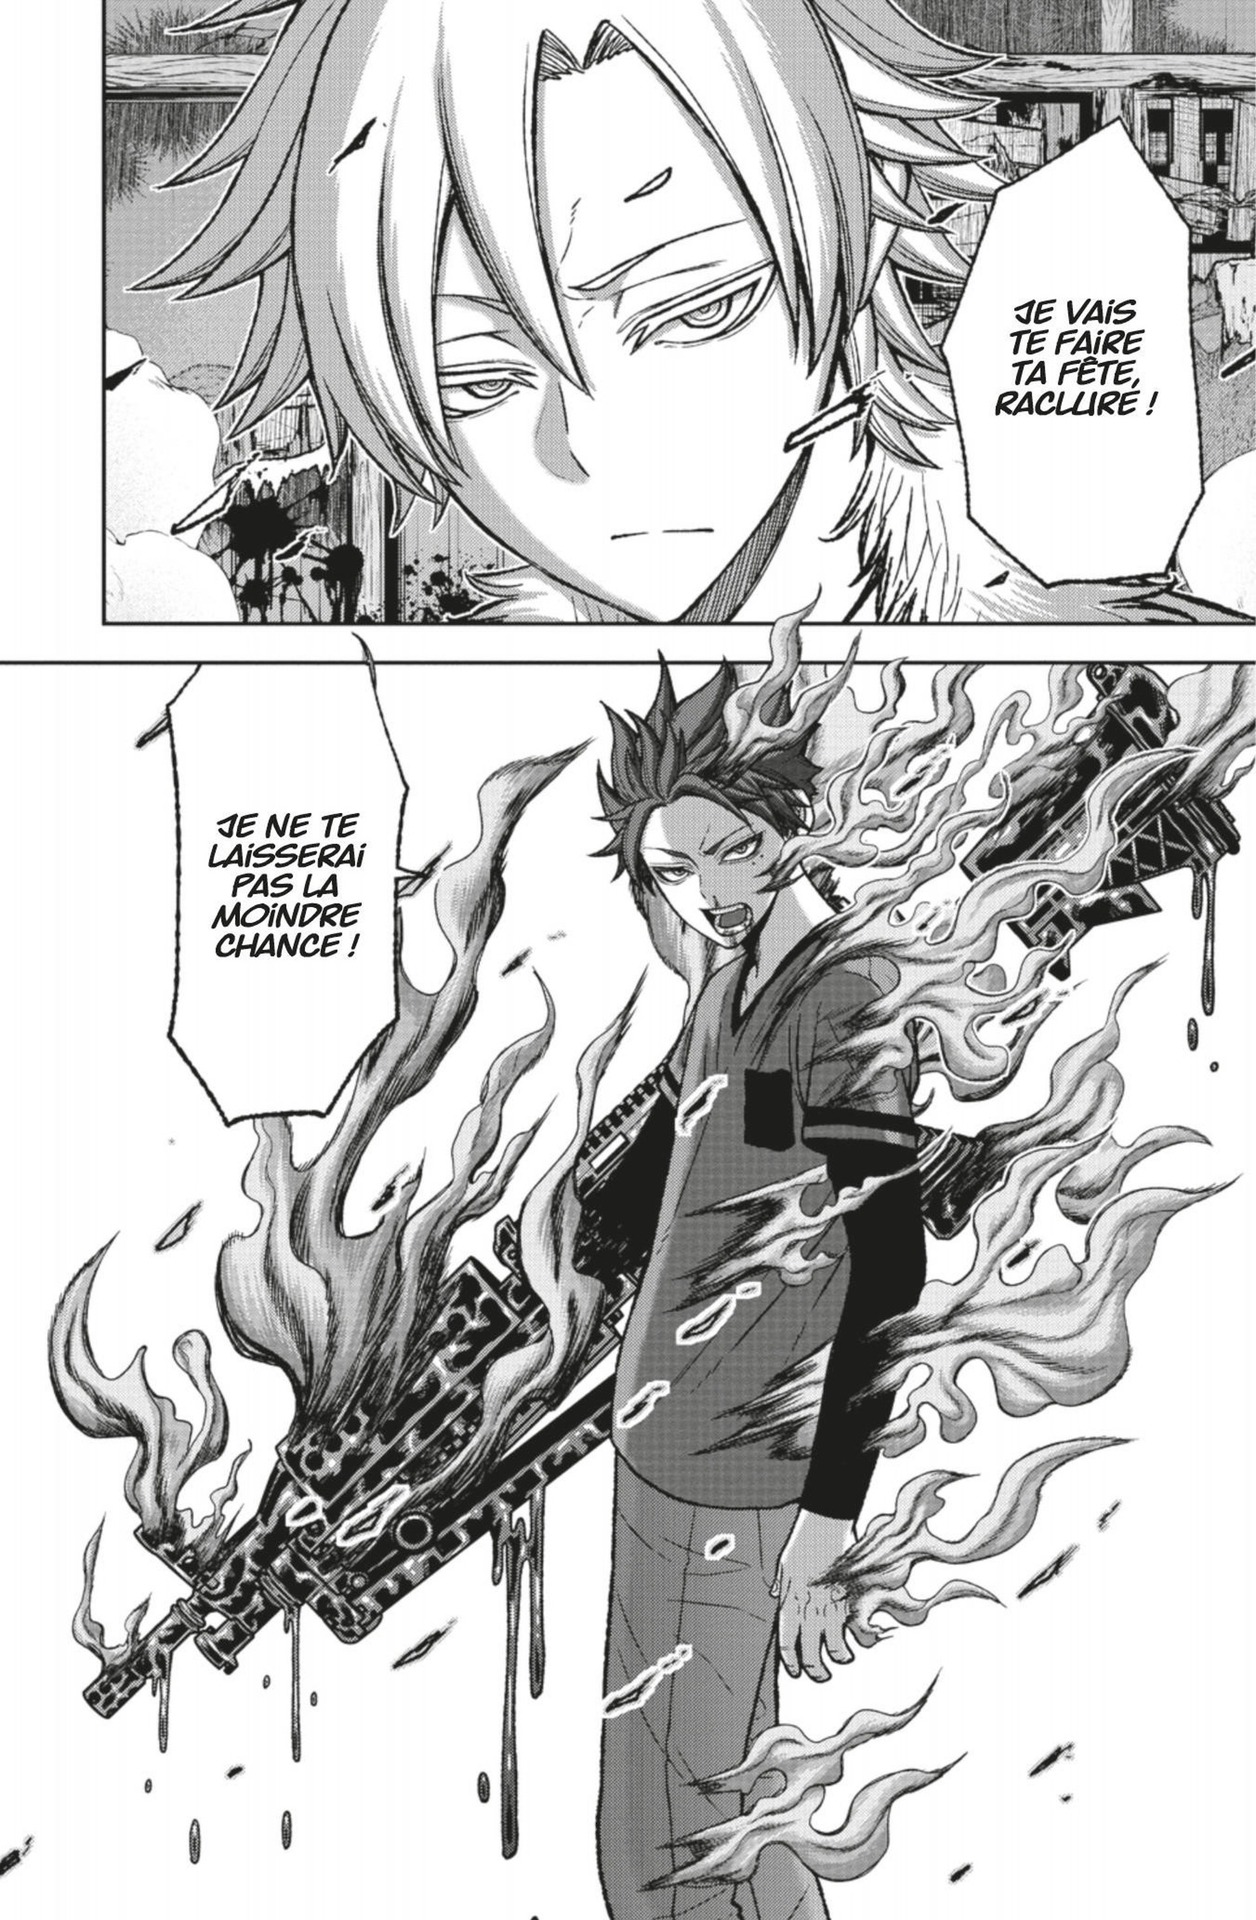 JE VAIS
TE FAIRE
TA FÊTE,
RACLURE !
JE NE TE
LAISSERAI
PAS LA
MOINDRE
CHANCE !